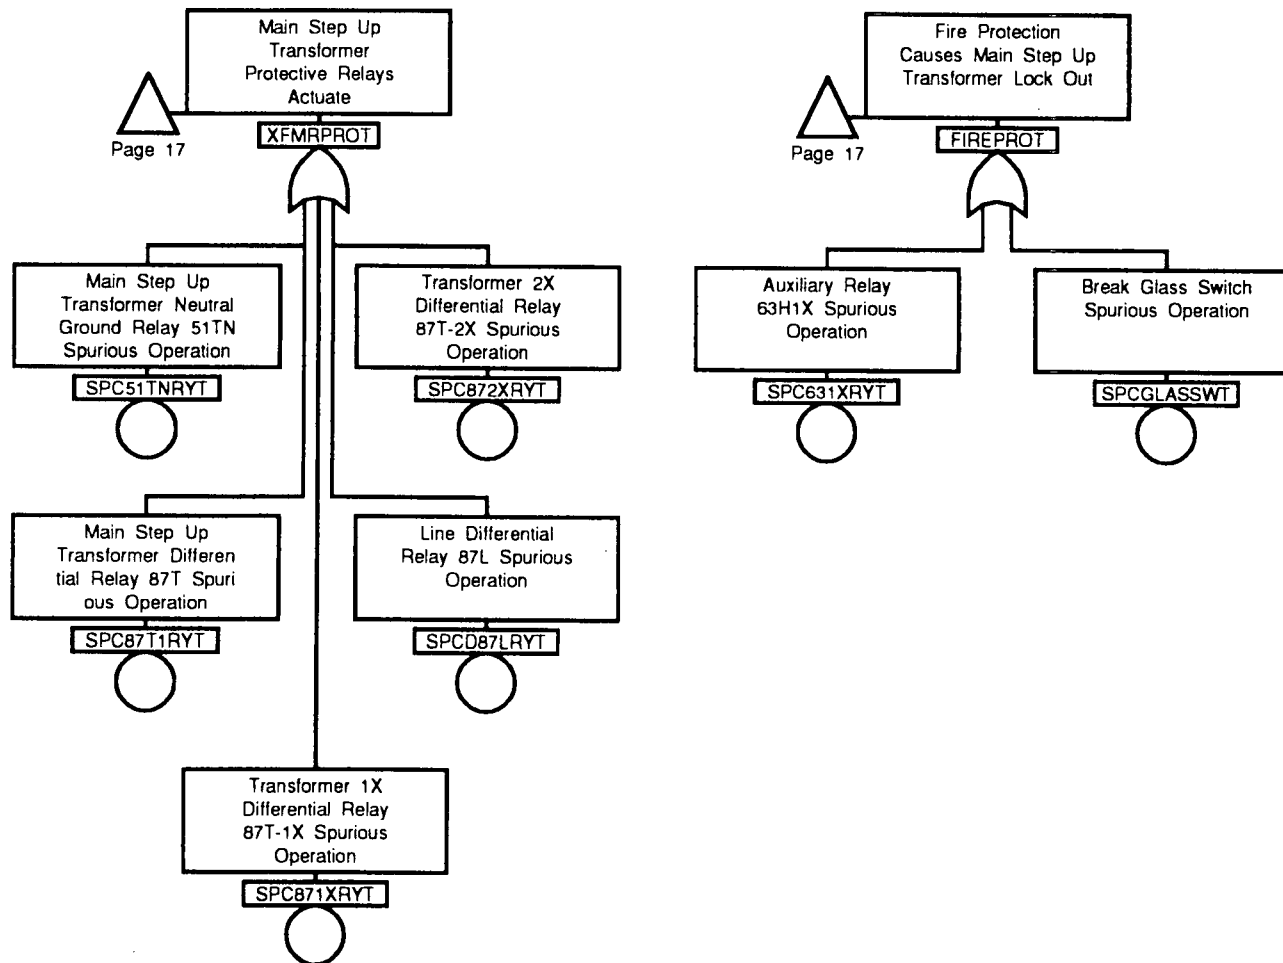 Main Step Up
Transformer
Protective Relays
Actuate
Page 17
XFMRPROT
Main Step Up
Transformer Neutral
Ground Relay 51TN
Spurious Operation
SPC51TNRYT
Transformer 2X
Differential Relay
87T-2X Spurious
Operation
SPC872XRYT
Main Step Up
Transformer Differen
tial Relay 87T Spuri
ous Operation
SPC87T1RYT
Line Differential
Relay 87L Spurious
Operation
SPCD87LRYT
Transformer 1X
Differential Relay
87T-1X Spurious
Operation
SPC871XRYT
Fire Protection
Causes Main Step Up
Transformer Lock Out
Page 17
FIREPROT
Auxiliary Relay
63H1X Spurious
Operation
SPC631XRYT
Break Glass Switch
Spurious Operation
SPCGLASSWT